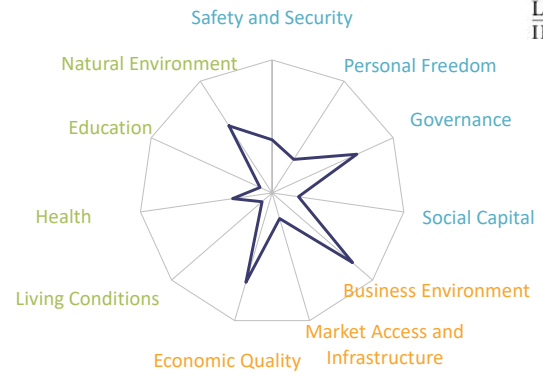 Safety and Security
Natural Environment
Personal Freedom
Education
Governance
Health
Social Capital
Living Conditions
Business Environment
Market Access and
Infrastructure
Economic Quality